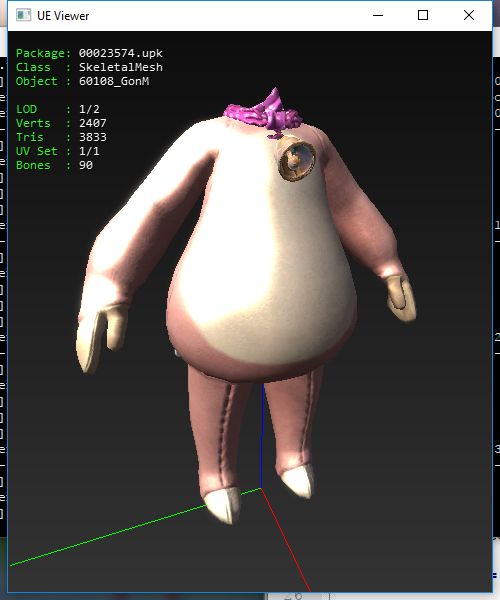 UE Viewer
Package: 00023574.upk
Class : SkeletalMesh
Object : 60108_GonM
LOD : 1/2
Verts : 2407
Tris : 3833
UV Set : 1/1
Bones : 90